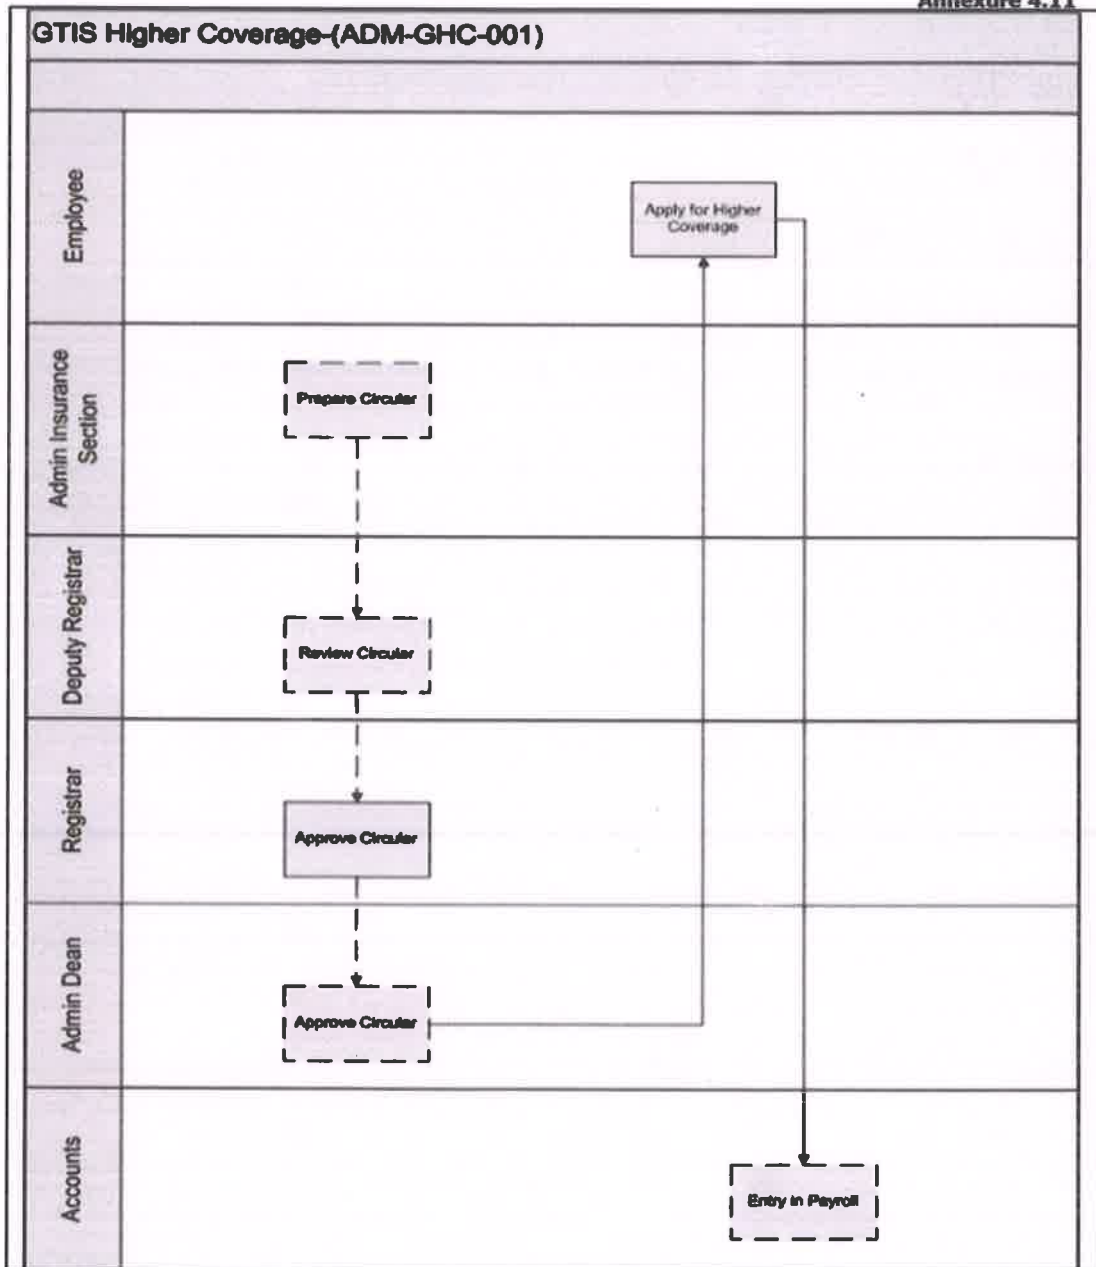 Annexure 4.11
GTIS Higher Coverage-(ADM-GHC-001)
Employee
Apply for Higher
Coverage
Admin Insurance
Section
Prepare Circular
Deputy Registrar
Review Circular
Registrar
Approve Circular
Admin Dean
Approve Circular
Accounts
Entry in Payroll